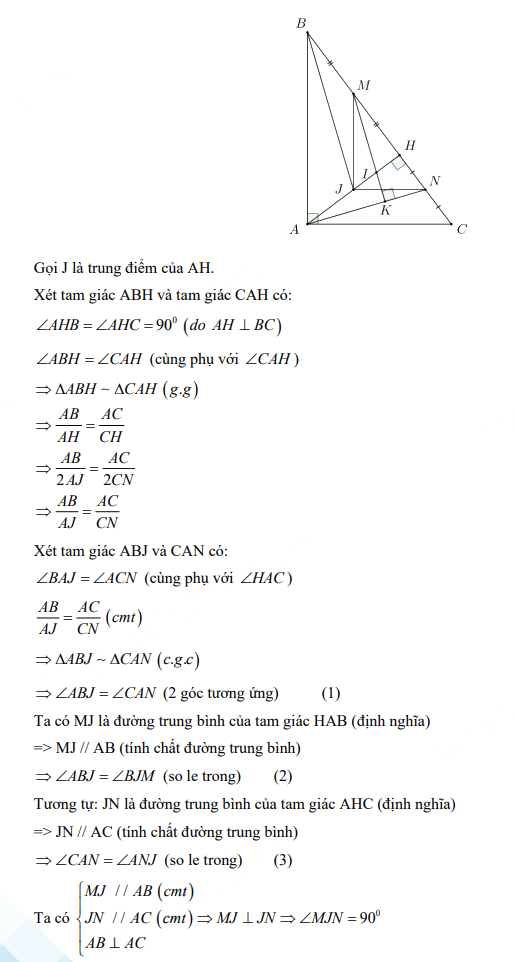 B
M
H
I
J
N
K
A
C
Gọi J là trung điểm của AH.
Xét tam giác ABH và tam giác CAH có:
∠AHB = ∠AHC = 90⁰ (do AH ⊥ BC)
∠ABH = ∠CAH (cùng phụ với ∠CAH)
⇒ ΔABH ~ ΔCAH (g.g)
⇒ AB/AH = AC/CH
⇒ AB/2AJ = AC/2CN
⇒ AB/AJ = AC/CN
Xét tam giác ABJ và CAN có:
∠BAJ = ∠ACN (cùng phụ với ∠HAC)
AB/AJ = AC/CN (cmt)
⇒ ΔABJ ~ ΔCAN (c.g.c)
⇒ ∠ABJ = ∠CAN (2 góc tương ứng) (1)
Ta có MJ là đường trung bình của tam giác HAB (định nghĩa)
=> MJ // AB (tính chất đường trung bình)
⇒ ∠ABJ = ∠BJM (so le trong) (2)
Tương tự: JN là đường trung bình của tam giác AHC (định nghĩa)
=> JN // AC (tính chất đường trung bình)
⇒ ∠CAN = ∠ANJ (so le trong) (3)
MJ // AB (cmt)
Ta có { JN // AC (cmt) ⇒ MJ ⊥ JN ⇒ ∠MJN = 90⁰
AB ⊥ AC